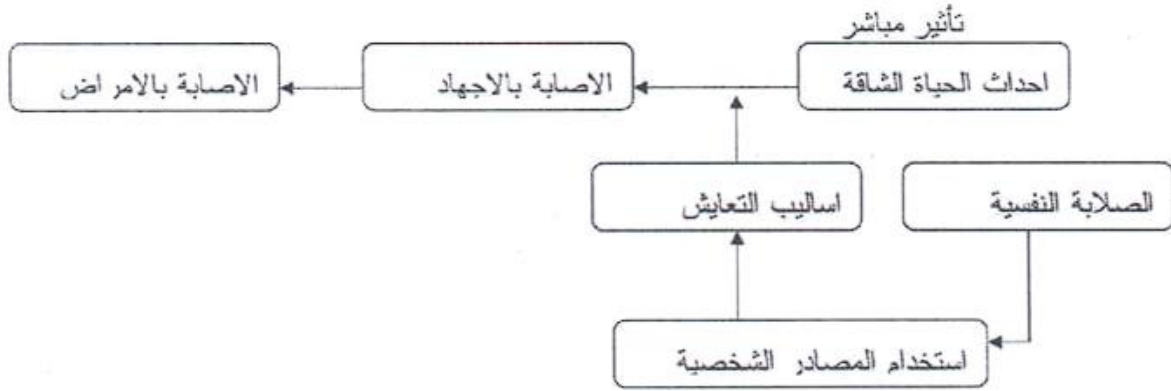 تأثير مباشر
احداث الحياة الشاقة
الاصابة بالاجهاد
الاصابة بالامراض
الصلابة النفسية
اساليب التعايش
استخدام المصادر الشخصية